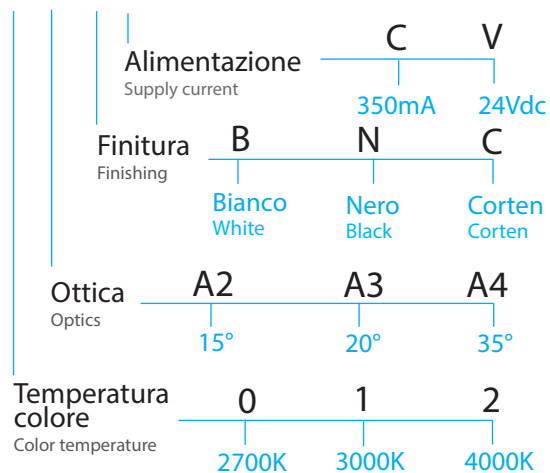 Alimentazione C V
Supply current
350mA 24Vdc
Finitura B N C
Finishing
Bianco Nero Corten
White Black Corten
Ottica A2 A3 A4
Optics
15° 20° 35°
Temperatura
colore 0 1 2
Color temperature
2700K 3000K 4000K